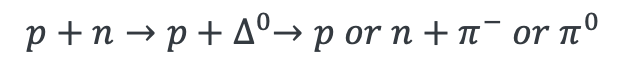 p + n → p + Δ⁰→ p or n + π⁻ or π⁰